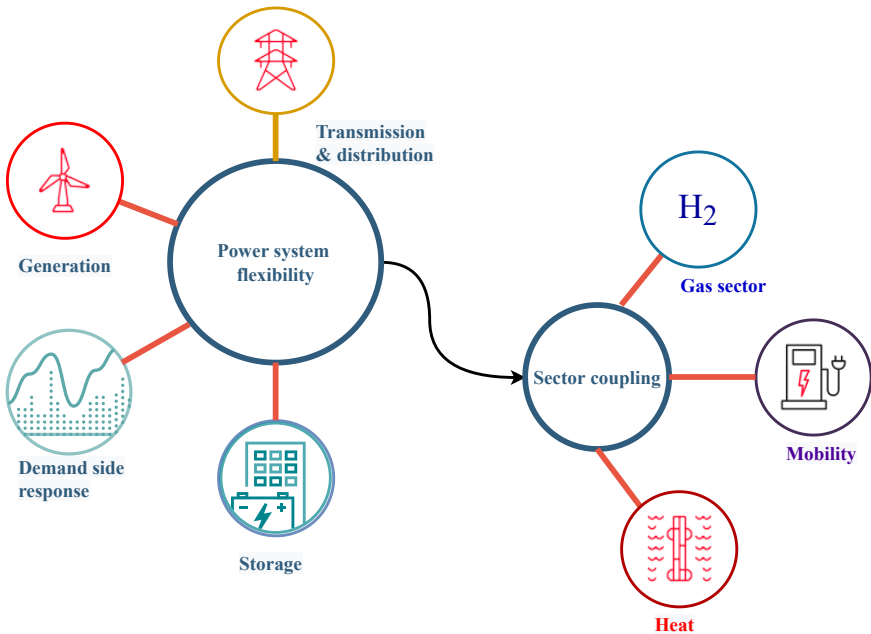 Transmission
& distribution
Generation
Power system
flexibility
Demand side
response
Storage
H2
Gas sector
Sector coupling
Mobility
Heat